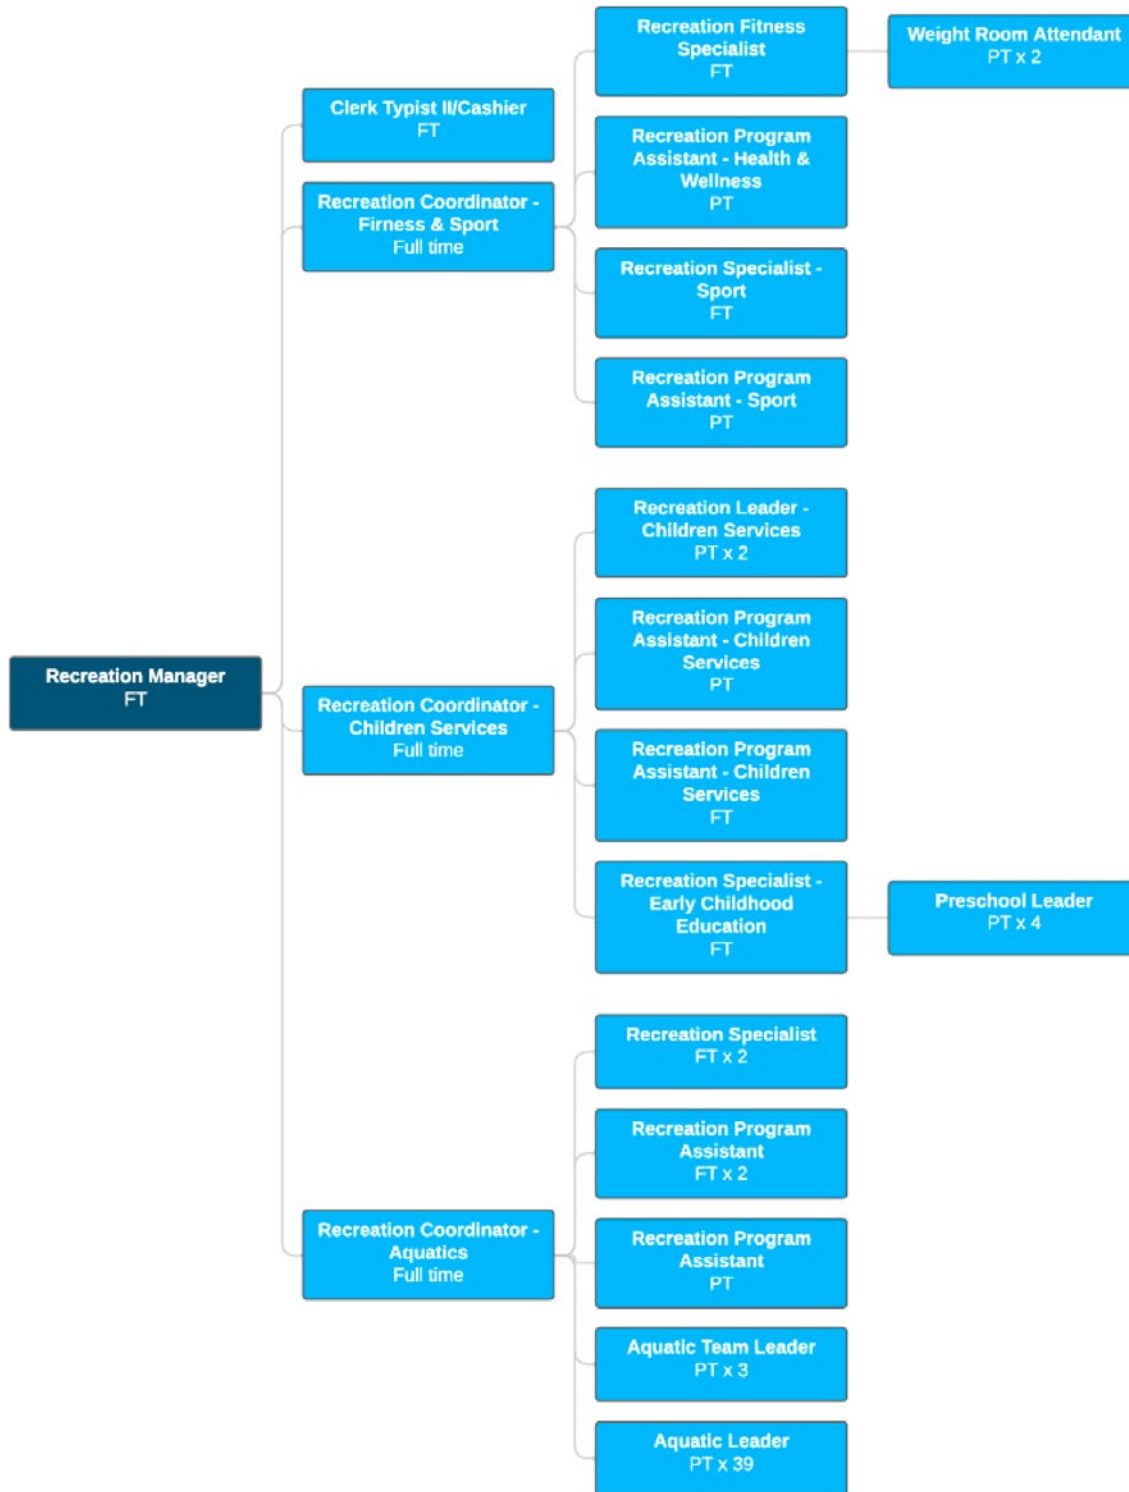 Recreation Manager
FT
Clerk Typist II/Cashier
FT
Recreation Coordinator -
Firness & Sport
Full time
Recreation Fitness
Specialist
FT
Weight Room Attendant
PT x 2
Recreation Program
Assistant - Health &
Wellness
PT
Recreation Specialist -
Sport
FT
Recreation Program
Assistant - Sport
PT
Recreation Coordinator -
Children Services
Full time
Recreation Leader -
Children Services
PT x 2
Recreation Program
Assistant - Children
Services
PT
Recreation Program
Assistant - Children
Services
FT
Recreation Specialist -
Early Childhood
Education
FT
Preschool Leader
PT x 4
Recreation Coordinator -
Aquatics
Full time
Recreation Specialist
FT x 2
Recreation Program
Assistant
FT x 2
Recreation Program
Assistant
PT
Aquatic Team Leader
PT x 3
Aquatic Leader
PT x 39